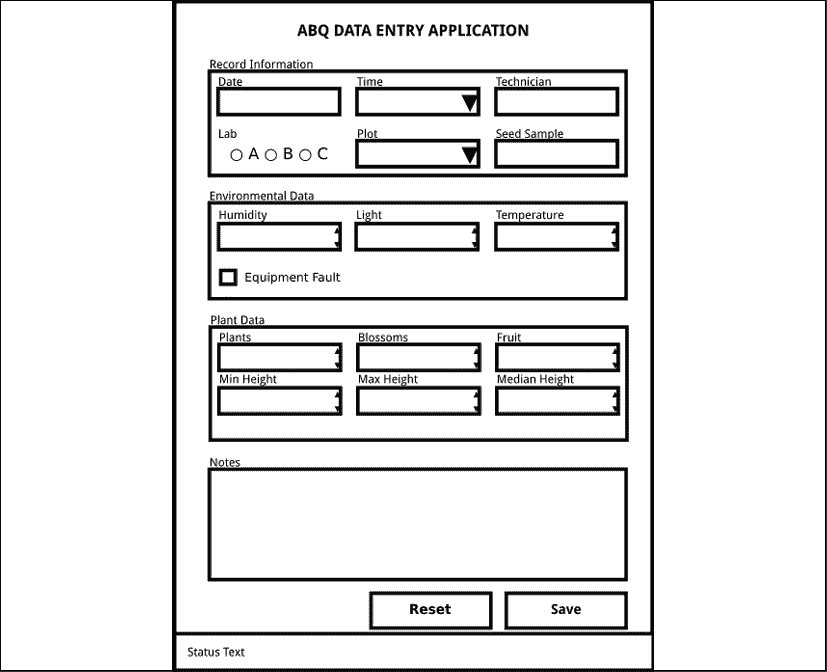 ABQ DATA ENTRY APPLICATION
Record Information
Date Time Technician
Lab Plot Seed Sample
A B C
Environmental Data
Humidity Light Temperature
Equipment Fault
Plant Data
Plants Blossoms Fruit
Min Height Max Height Median Height
Notes
Reset Save
Status Text